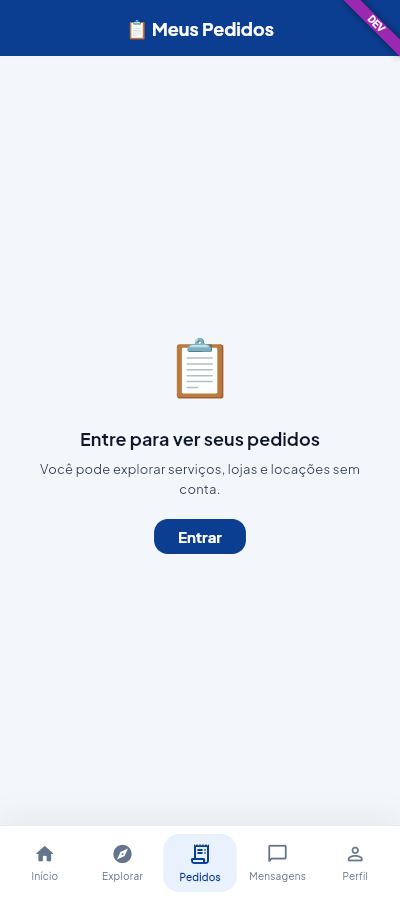 📋 Meus Pedidos
DEV
Entre para ver seus pedidos
Você pode explorar serviços, lojas e locações sem
conta.
Entrar
Início
Explorar
Pedidos
Mensagens
Perfil